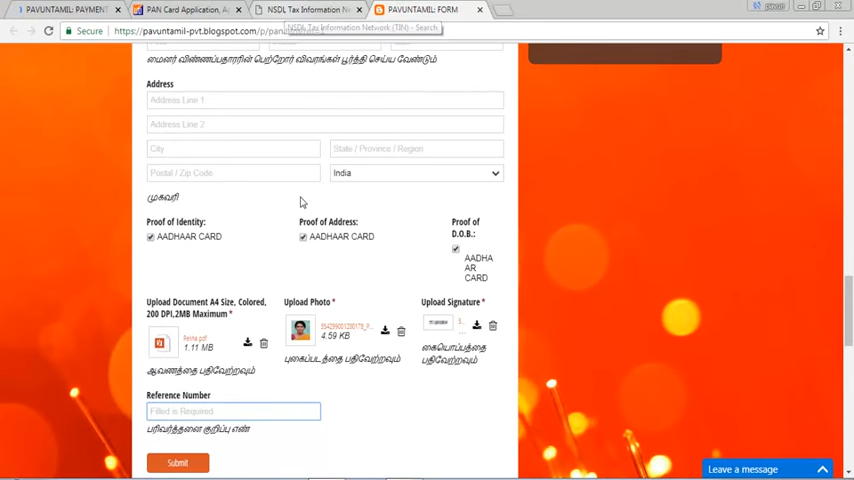 PAVUNTAMIL: PAYMENT
PAN Card Application, Ap
NSDL Tax Information Ne
PAVUNTAMIL: FORM
NSDL Tax Information Network (TIN) - Search
Secure
https://pavuntamil-pvt.blogspot.com/p/pan
மைனர் விண்ணப்பதாரரின் பெற்றோர் விவரங்கள் பூர்த்தி செய்ய வேண்டும்
Address
Address Line 1
Address Line 2
City
State / Province / Region
Postal / Zip Code
India
முகவரி
Proof of Identity:
AADHAAR CARD
Proof of Address:
AADHAAR CARD
Proof of
D.O.B.:
AADHA
AR
CARD
Upload Document A4 Size, Colored,
200 DPI,2MB Maximum *
1.11 MB
ஆவணத்தை பதிவேற்றவும்
Upload Photo *
4.59 KB
புகைப்படத்தை பதிவேற்றவும்
Upload Signature *
S...
கையொப்பத்தை
பதிவேற்றவும்
Reference Number
Filled is Required
பரிவர்த்தனை குறிப்பு எண்
Submit
Leave a message